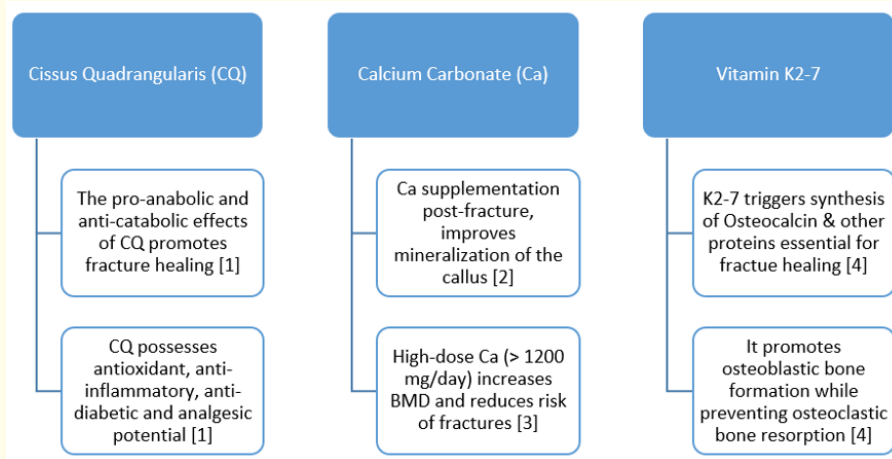 Cissus Quadrangularis (CQ)
The pro-anabolic and
anti-catabolic effects
of CQ promotes
fracture healing [1]
CQ possesses
antioxidant, anti-
inflammatory, anti-
diabetic and analgesic
potential [1]
Calcium Carbonate (Ca)
Ca supplementation
post-fracture,
improves
mineralization of the
callus [2]
High-dose Ca (> 1200
mg/day) increases
BMD and reduces risk
of fractures [3]
Vitamin K2-7
K2-7 triggers synthesis
of Osteocalcin & other
proteins essential for
fractue healing [4]
It promotes
osteoblastic bone
formation while
preventing osteoclastic
bone resorption [4]